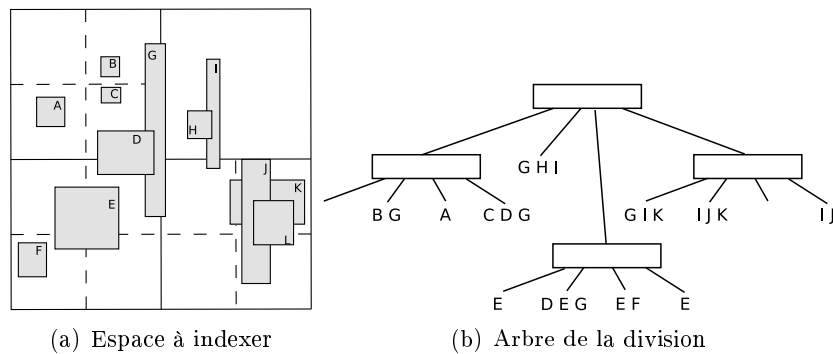 B
G
I
A
C
H
D
J
K
E
L
F
G H I
B G
A
C D G
G I K
I J K
I J
E
D E G
E F
E
(a) Espace à indexer
(b) Arbre de la division